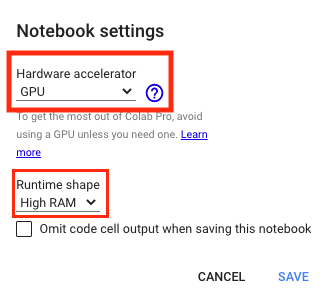 Notebook settings
Hardware accelerator
GPU
?
To get the most out of Colab Pro, avoid
using a GPU unless you need one. Learn
more
Runtime shape
High RAM
Omit code cell output when saving this notebook
CANCEL SAVE